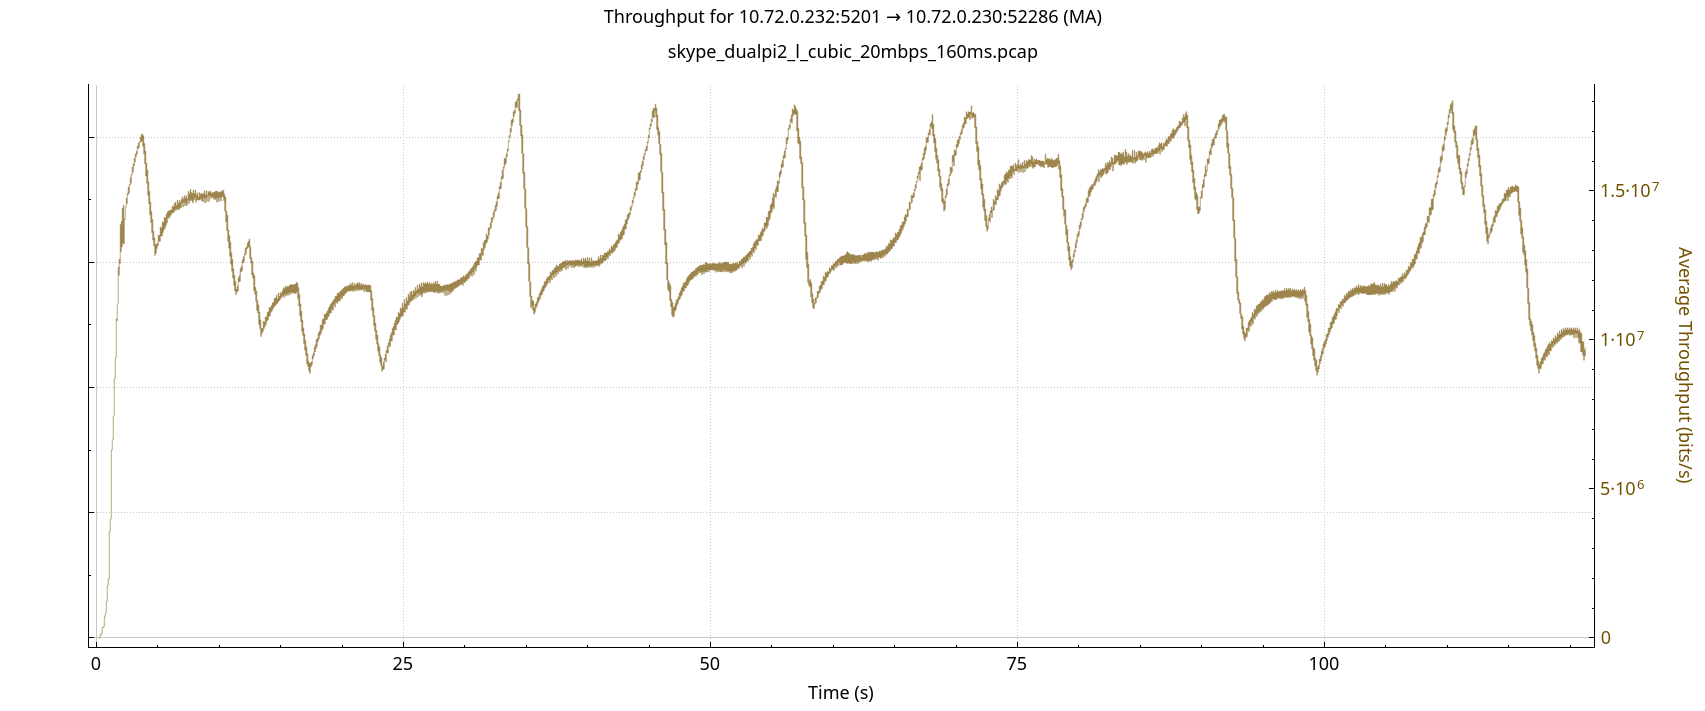 Throughput for 10.72.0.232:5201 → 10.72.0.230:52286 (MA)
skype_dualpi2_l_cubic_20mbps_160ms.pcap
1.5·10⁷
1·10⁷
5·10⁶
0
Average Throughput (bits/s)
0 25 50 75 100
Time (s)